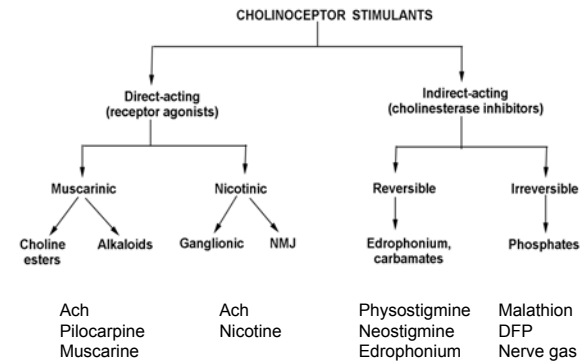 CHOLINOCEPTOR STIMULANTS
Direct-acting
(receptor agonists)
Indirect-acting
(cholinesterase inhibitors)
Muscarinic
Nicotinic
Reversible
Irreversible
Choline
esters
Alkaloids
Ganglionic
NMJ
Edrophonium,
carbamates
Phosphates
Ach
Pilocarpine
Muscarine
Ach
Nicotine
Physostigmine
Neostigmine
Edrophonium
Malathion
DFP
Nerve gas